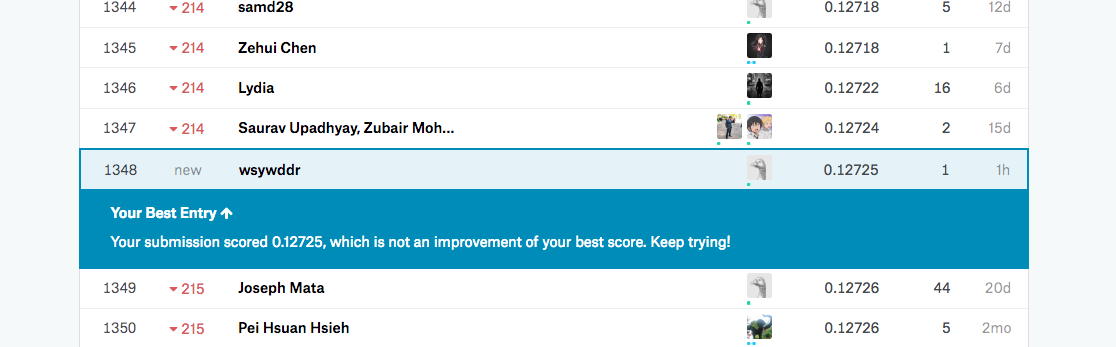 1344 214 samd28 0.12718 5 12d
1345 214 Zehui Chen 0.12718 1 7d
1346 214 Lydia 0.12722 16 6d
1347 214 Saurav Upadhyay, Zubair Moh... 0.12724 2 15d
1348 new wsywddr 0.12725 1 1h
Your Best Entry
Your submission scored 0.12725, which is not an improvement of your best score. Keep trying!
1349 215 Joseph Mata 0.12726 44 20d
1350 215 Pei Hsuan Hsieh 0.12726 5 2mo